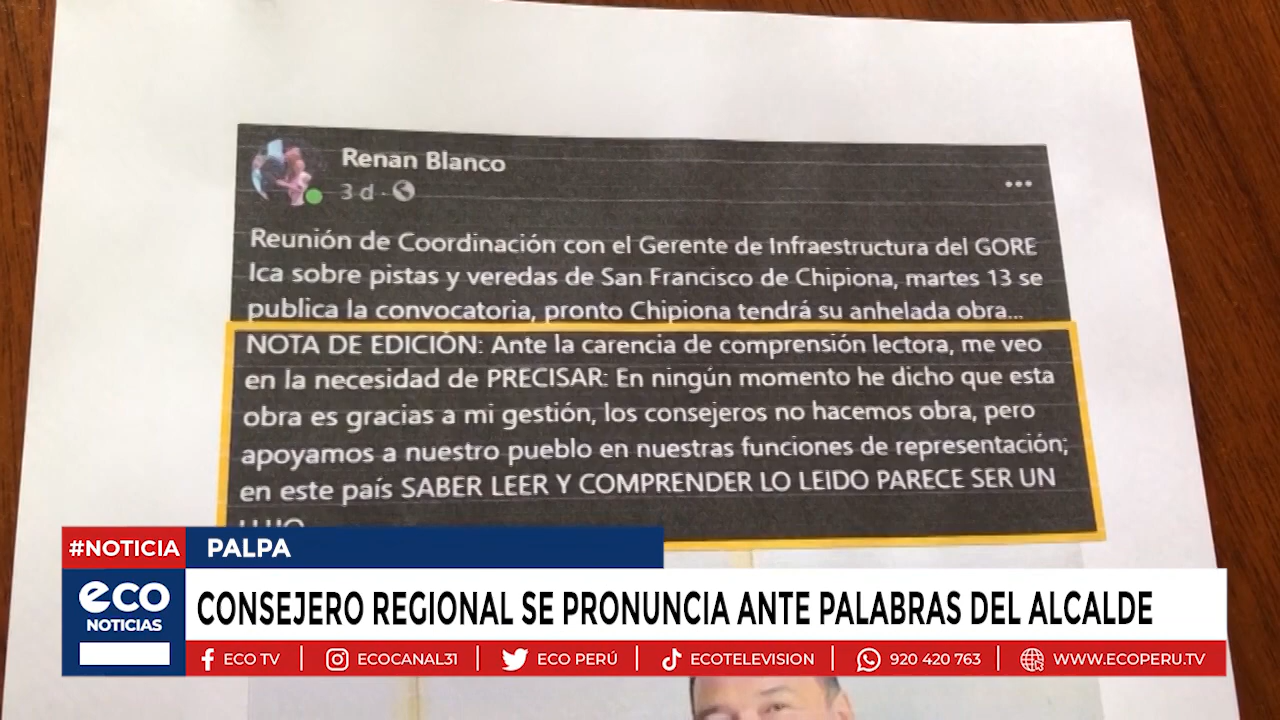 Renan Blanco
3 d ·
Reunión de Coordinación con el Gerente de Infraestructura del GORE
Ica sobre pistas y veredas de San Francisco de Chipiona, martes 13 se
publica la convocatoria, pronto Chipiona tendrá su anhelada obra...
NOTA DE EDICIÓN: Ante la carencia de comprensión lectora, me veo
en la necesidad de PRECISAR: En ningún momento he dicho que esta
obra es gracias a mi gestión, los consejeros no hacemos obra, pero
apoyamos a nuestro pueblo en nuestras funciones de representación;
en este país SABER LEER Y COMPRENDER LO LEIDO PARECE SER UN
#NOTICIA PALPA
eco
NOTICIAS
CONSEJERO REGIONAL SE PRONUNCIA ANTE PALABRAS DEL ALCALDE
ECO TV ECOCANAL31 ECO PERÚ ECOTELEVISION 920 420 763 WWW.ECOPERU.TV